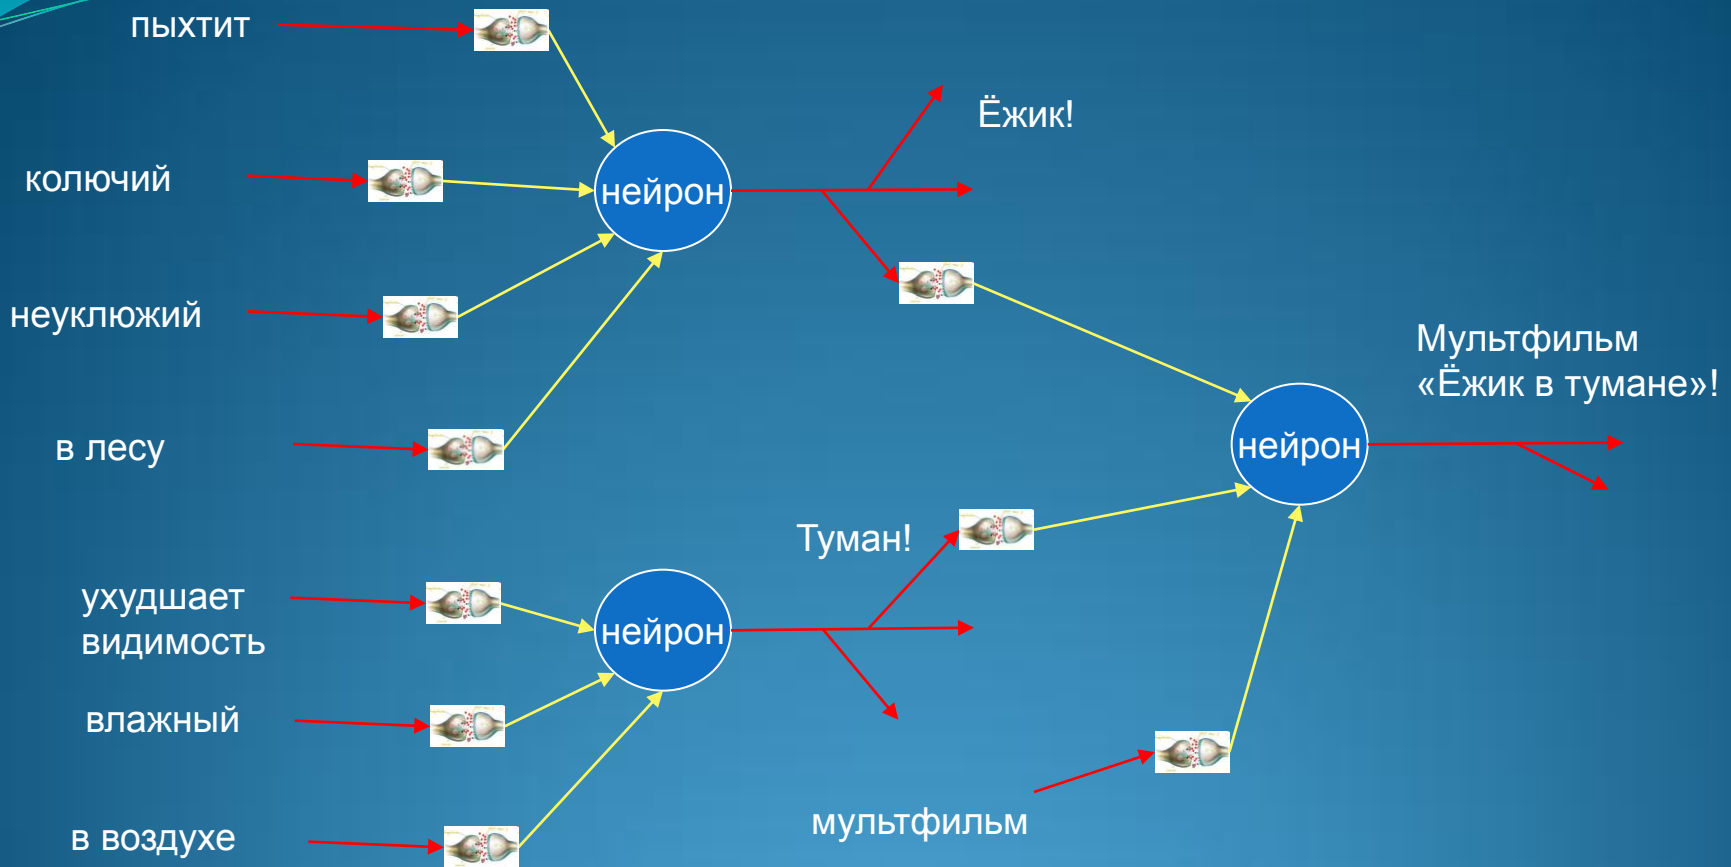 пыхтит
Ёжик!
колючий
нейрон
неуклюжий
Мультфильм
«Ёжик в тумане»!
в лесу
нейрон
Туман!
ухудшает
видимость
нейрон
влажный
мультфильм
в воздухе